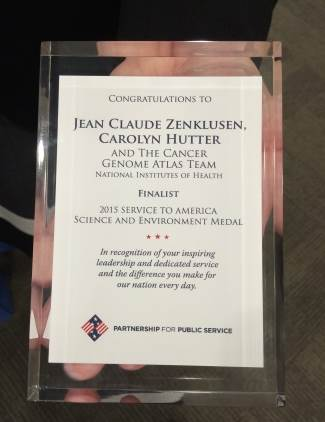 CONGRATULATIONS TO
JEAN CLAUDE ZENKLUSEN,
CAROLYN HUTTER
AND THE CANCER
GENOME ATLAS TEAM
NATIONAL INSTITUTES OF HEALTH
FINALIST
2015 SERVICE TO AMERICA
SCIENCE AND ENVIRONMENT MEDAL
In recognition of your inspiring
leadership and dedicated service
and the difference you make for
our nation every day.
PARTNERSHIP FOR PUBLIC SERVICE